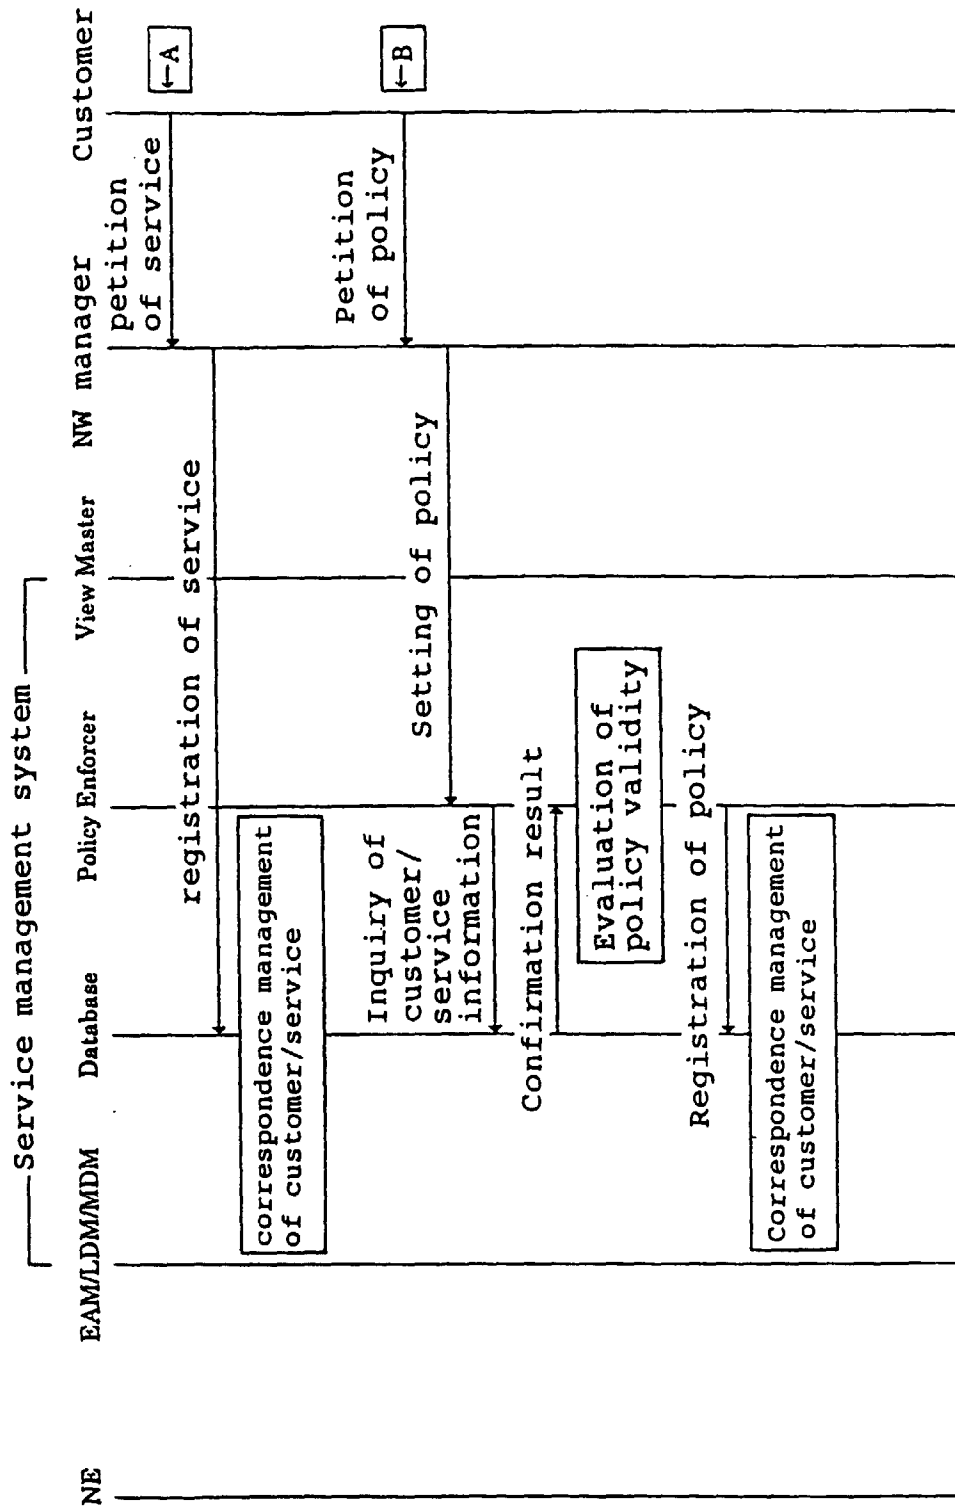 Service management system
NE
EAM/LDM/MDM
Database
Policy Enforcer
View Master
NW manager
Customer
petition
of service
←A
registration of service
correspondence management
of customer/service
Petition
of policy
←B
Setting of policy
Inquiry of
customer/
service
information
Confirmation result
Evaluation of
policy validity
Registration of policy
Correspondence management
of customer/service